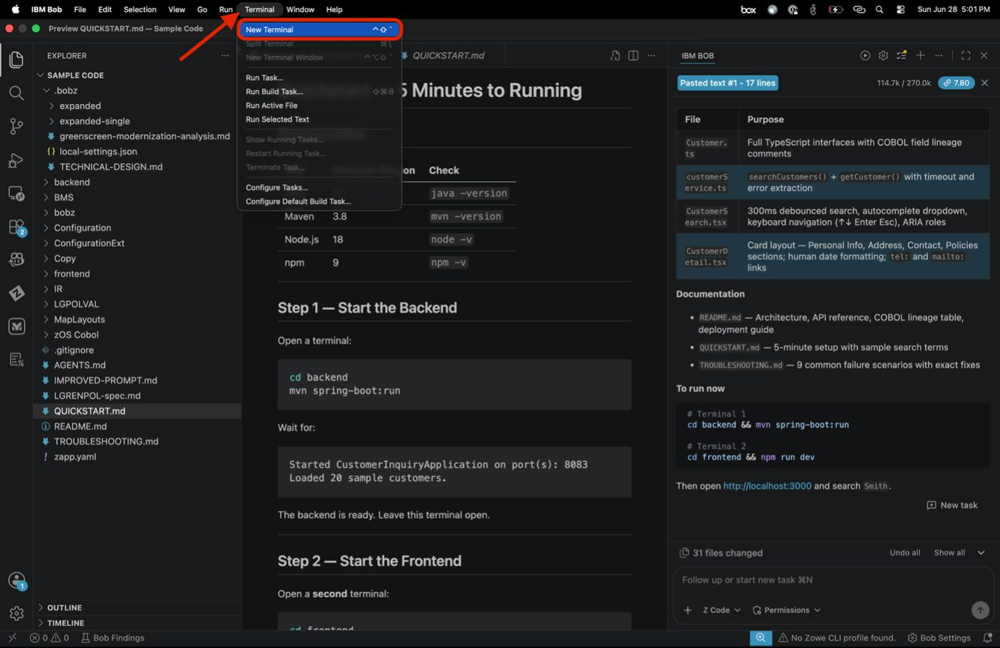 IBM Bob File Edit Selection View Go Run Terminal Window Help
box Sun Jun 28 5:01 PM
Preview QUICKSTART.md — Sample Code
New Terminal ^⇧`
Split Terminal ⌘\
New Terminal Window ^⌥⇧`
Run Task...
Run Build Task... ⇧⌘B
Run Active File
Run Selected Text
Show Running Tasks...
Restart Running Task...
Terminate Task...
Configure Tasks...
Configure Default Build Task...
EXPLORER
SAMPLE CODE
.bobz
expanded
expanded-single
greenscreen-modernization-analysis.md
{} local-settings.json
TECHNICAL-DESIGN.md
backend
BMS
bobz
Configuration
ConfigurationExt
Copy
frontend
IR
LGPOLVAL
MapLayouts
zOS Cobol
.gitignore
AGENTS.md
IMPROVED-PROMPT.md
LGRENPOL-spec.md
QUICKSTART.md
README.md
TROUBLESHOOTING.md
! zapp.yaml
OUTLINE
TIMELINE
2
1
QUICKSTART.md
5 Minutes to Running
on Check
java -version
Maven 3.8 mvn -version
Node.js 18 node -v
npm 9 npm -v
Step 1 — Start the Backend
Open a terminal:
cd backend
mvn spring-boot:run
Wait for:
Started CustomerInquiryApplication on port(s): 8083
Loaded 20 sample customers.
The backend is ready. Leave this terminal open.
Step 2 — Start the Frontend
Open a second terminal:
cd frontend
IBM BOB
Pasted text #1 - 17 lines 114.7k / 270.0k 7.80
File Purpose
Customer.
ts
Full TypeScript interfaces with COBOL field lineage
comments
customerS
ervice.ts
searchCustomers() + getCustomer() with timeout and
error extraction
CustomerS
earch.tsx
300ms debounced search, autocomplete dropdown,
keyboard navigation (↑↓ Enter Esc), ARIA roles
CustomerD
etail.tsx
Card layout — Personal Info, Address, Contact, Policies
sections; human date formatting; tel: and mailto:
links
Documentation
• README.md — Architecture, API reference, COBOL lineage table,
deployment guide
• QUICKSTART.md — 5-minute setup with sample search terms
• TROUBLESHOOTING.md — 9 common failure scenarios with exact fixes
To run now
# Terminal 1
cd backend && mvn spring-boot:run
# Terminal 2
cd frontend && npm run dev
Then open http://localhost:3000 and search Smith.
New task
31 files changed Undo all Show all
Follow up or start new task ⌘N
Z Code Permissions
0 0 Bob Findings
No Zowe CLI profile found. Bob Settings